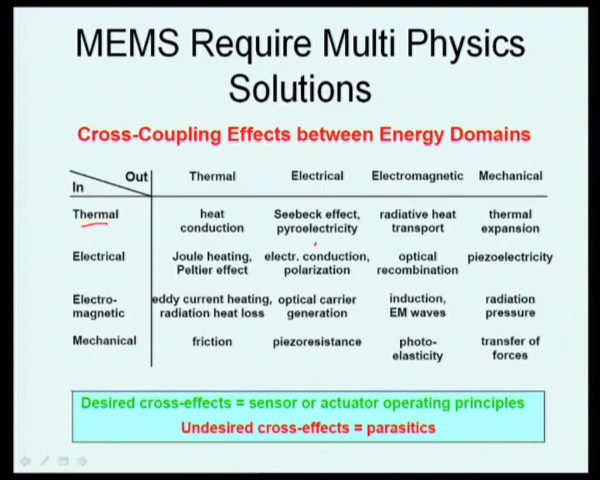 MEMS Require Multi Physics
Solutions
Cross-Coupling Effects between Energy Domains
In Out Thermal Electrical Electromagnetic Mechanical
Thermal heat conduction Seebeck effect, pyroelectricity radiative heat transport thermal expansion
Electrical Joule heating, Peltier effect electr. conduction, polarization optical recombination piezoelectricity
Electro-magnetic eddy current heating, radiation heat loss optical carrier generation induction, EM waves radiation pressure
Mechanical friction piezoresistance photo-elasticity transfer of forces
Desired cross-effects = sensor or actuator operating principles
Undesired cross-effects = parasitics